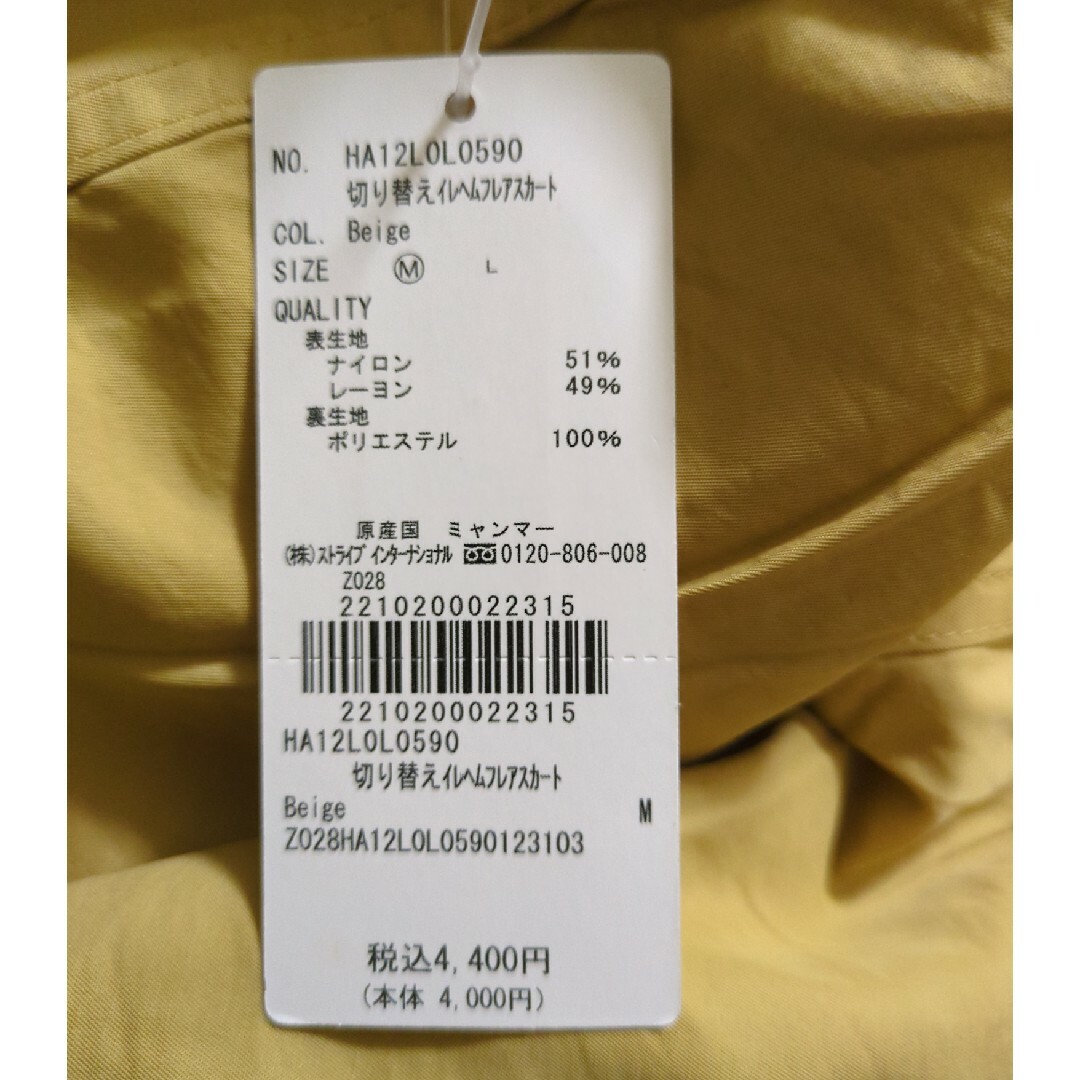 NO. HA12L0L0590
切り替えｲﾚﾍﾑﾌﾚｱｽｶｰﾄ
COL. Beige
SIZE Ⓜ L
QUALITY
表生地
ナイロン 51%
レーヨン 49%
裏生地
ポリエステル 100%
原産国 ミャンマー
(株)ｽﾄﾗｲﾌﾟｲﾝﾀｰﾅｼｮﾅﾙ 0120-806-008
Z028
2210200022315
2210200022315
HA12L0L0590
切り替えｲﾚﾍﾑﾌﾚｱｽｶｰﾄ
Beige M
Z028HA12L0L0590123103
税込4,400円
(本体 4,000円)